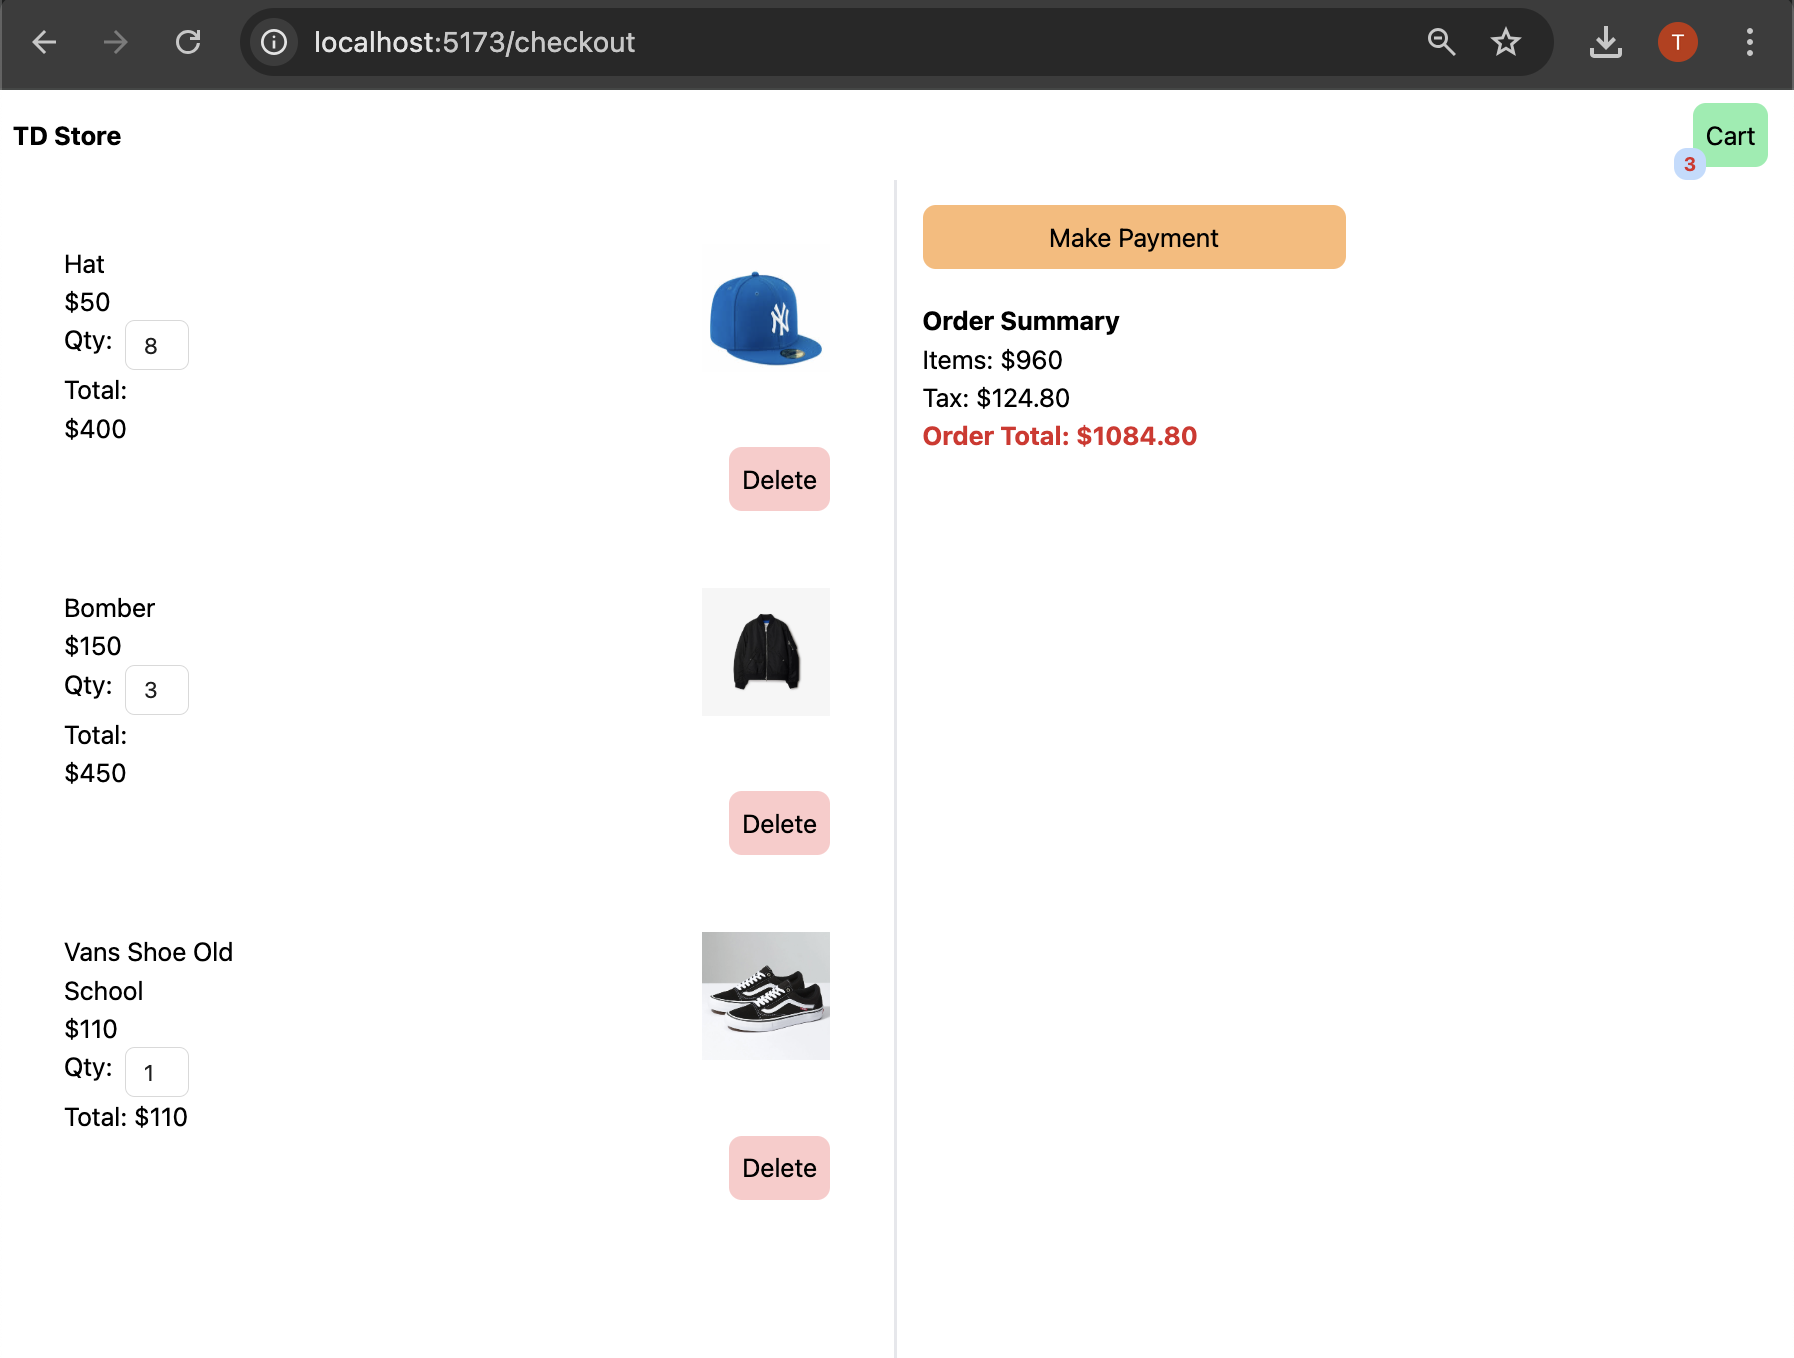 localhost:5173/checkout
T
TD Store
Cart
3
Hat
$50
Qty: 8
Total:
$400
NY
Delete
Bomber
$150
Qty: 3
Total:
$450
Delete
Vans Shoe Old
School
$110
Qty: 1
Total: $110
Delete
Make Payment
Order Summary
Items: $960
Tax: $124.80
Order Total: $1084.80